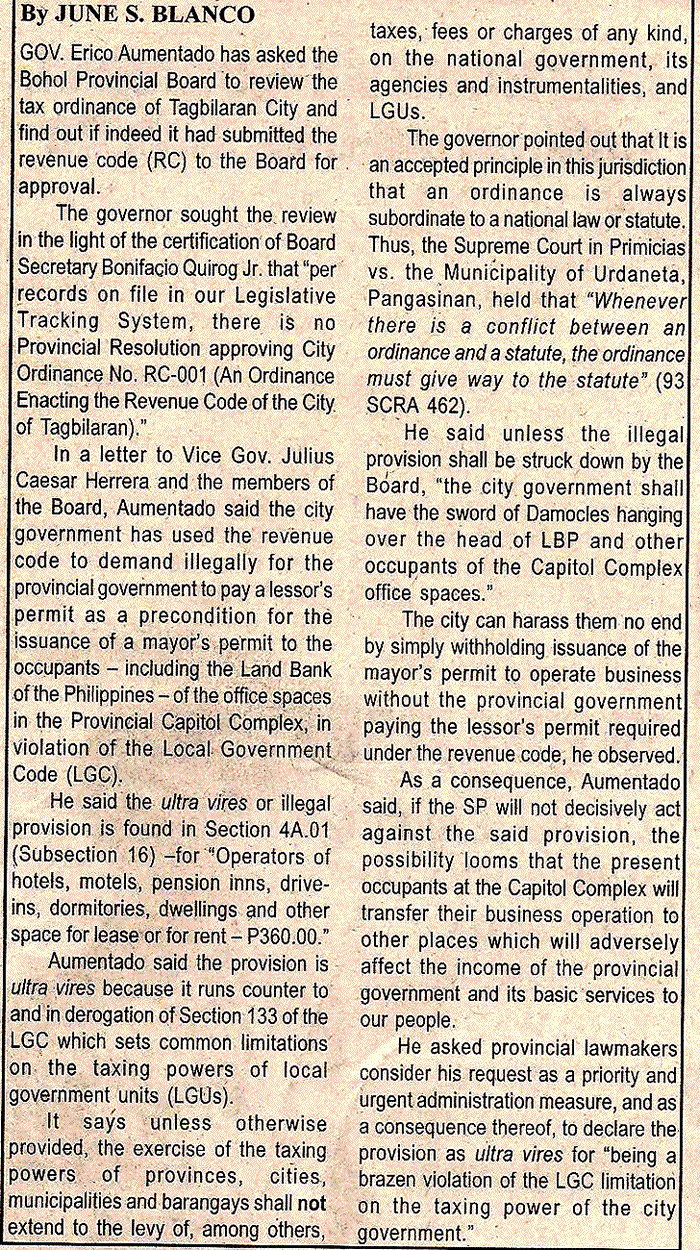 By JUNE S. BLANCO
GOV. Erico Aumentado has asked the
Bohol Provincial Board to review the
tax ordinance of Tagbilaran City and
find out if indeed it had submitted the
revenue code (RC) to the Board for
approval.
The governor sought the review
in the light of the certification of Board
Secretary Bonifacio Quirog Jr. that “per
records on file in our Legislative
Tracking System, there is no
Provincial Resolution approving City
Ordinance No. RC-001 (An Ordinance
Enacting the Revenue Code of the City
of Tagbilaran).”
In a letter to Vice Gov. Julius
Caesar Herrera and the members of
the Board, Aumentado said the city
government has used the revenue
code to demand illegally for the
provincial government to pay a lessor’s
permit as a precondition for the
issuance of a mayor’s permit to the
occupants – including the Land Bank
of the Philippines – of the office spaces
in the Provincial Capitol Complex, in
violation of the Local Government
Code (LGC).
He said the ultra vires or illegal
provision is found in Section 4A.01
(Subsection 16) –for “Operators of
hotels, motels, pension inns, drive-
ins, dormitories, dwellings and other
space for lease or for rent – P360.00.”
Aumentado said the provision is
ultra vires because it runs counter to
and in derogation of Section 133 of the
LGC which sets common limitations
on the taxing powers of local
government units (LGUs).
It says unless otherwise
provided, the exercise of the taxing
powers of provinces, cities,
municipalities and barangays shall not
extend to the levy of, among others,
taxes, fees or charges of any kind,
on the national government, its
agencies and instrumentalities, and
LGUs.
The governor pointed out that It is
an accepted principle in this jurisdiction
that an ordinance is always
subordinate to a national law or statute.
Thus, the Supreme Court in Primicias
vs. the Municipality of Urdaneta,
Pangasinan, held that “Whenever
there is a conflict between an
ordinance and a statute, the ordinance
must give way to the statute” (93
SCRA 462).
He said unless the illegal
provision shall be struck down by the
Board, “the city government shall
have the sword of Damocles hanging
over the head of LBP and other
occupants of the Capitol Complex
office spaces.”
The city can harass them no end
by simply withholding issuance of the
mayor’s permit to operate business
without the provincial government
paying the lessor’s permit required
under the revenue code, he observed.
As a consequence, Aumentado
said, if the SP will not decisively act
against the said provision, the
possibility looms that the present
occupants at the Capitol Complex will
transfer their business operation to
other places which will adversely
affect the income of the provincial
government and its basic services to
our people.
He asked provincial lawmakers
consider his request as a priority and
urgent administration measure, and as
a consequence thereof, to declare the
provision as ultra vires for “being a
brazen violation of the LGC limitation
on the taxing power of the city
government.”